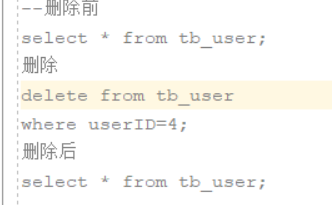 --删除前
select * from tb_user;
删除
delete from tb_user
where userID=4;
删除后
select * from tb_user;